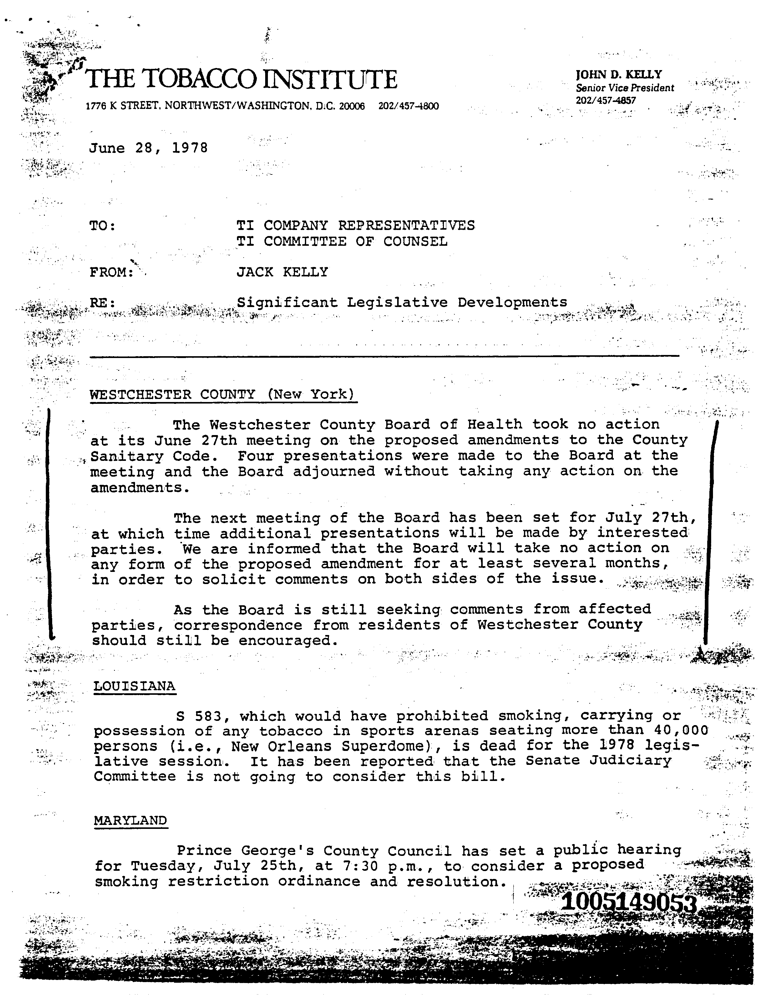 THE TOBACCO INSTITUTE
1776 K STREET, NORTHWEST/WASHINGTON, D.C. 20006 202/457-4800
JOHN D. KELLY
Senior Vice President
202/457-4857
June 28, 1978
TO: TI COMPANY REPRESENTATIVES
TI COMMITTEE OF COUNSEL
FROM: JACK KELLY
RE: Significant Legislative Developments
WESTCHESTER COUNTY (New York)
The Westchester County Board of Health took no action
at its June 27th meeting on the proposed amendments to the County
Sanitary Code. Four presentations were made to the Board at the
meeting and the Board adjourned without taking any action on the
amendments.
The next meeting of the Board has been set for July 27th,
at which time additional presentations will be made by interested
parties. We are informed that the Board will take no action on
any form of the proposed amendment for at least several months,
in order to solicit comments on both sides of the issue.
As the Board is still seeking comments from affected
parties, correspondence from residents of Westchester County
should still be encouraged.
LOUISIANA
S 583, which would have prohibited smoking, carrying or
possession of any tobacco in sports arenas seating more than 40,000
persons (i.e., New Orleans Superdome), is dead for the 1978 legis-
lative session. It has been reported that the Senate Judiciary
Committee is not going to consider this bill.
MARYLAND
Prince George's County Council has set a public hearing
for Tuesday, July 25th, at 7:30 p.m., to consider a proposed
smoking restriction ordinance and resolution.
1005149053